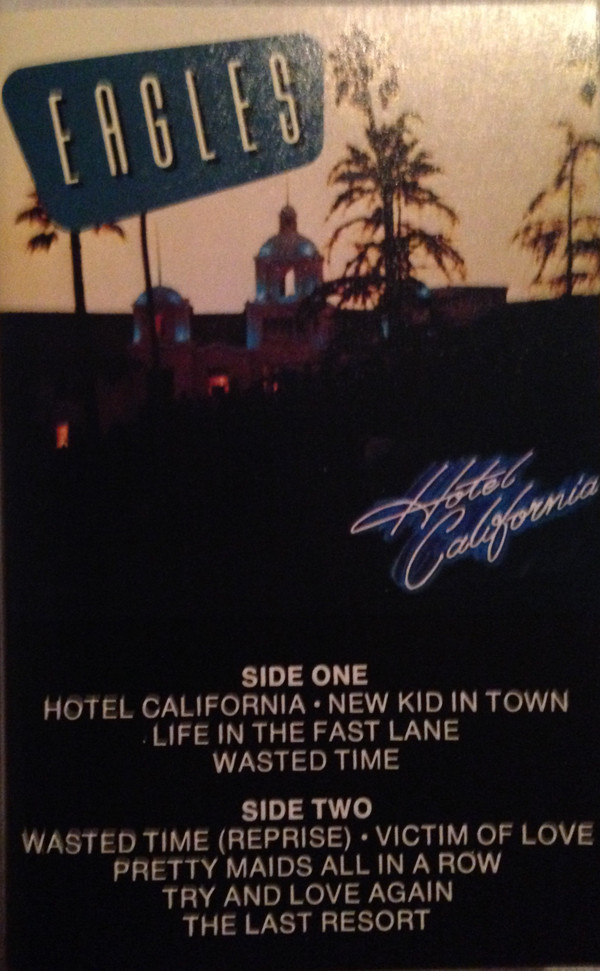 EAGLES
Hotel
California
SIDE ONE
HOTEL CALIFORNIA • NEW KID IN TOWN
LIFE IN THE FAST LANE
WASTED TIME
SIDE TWO
WASTED TIME (REPRISE) • VICTIM OF LOVE
PRETTY MAIDS ALL IN A ROW
TRY AND LOVE AGAIN
THE LAST RESORT